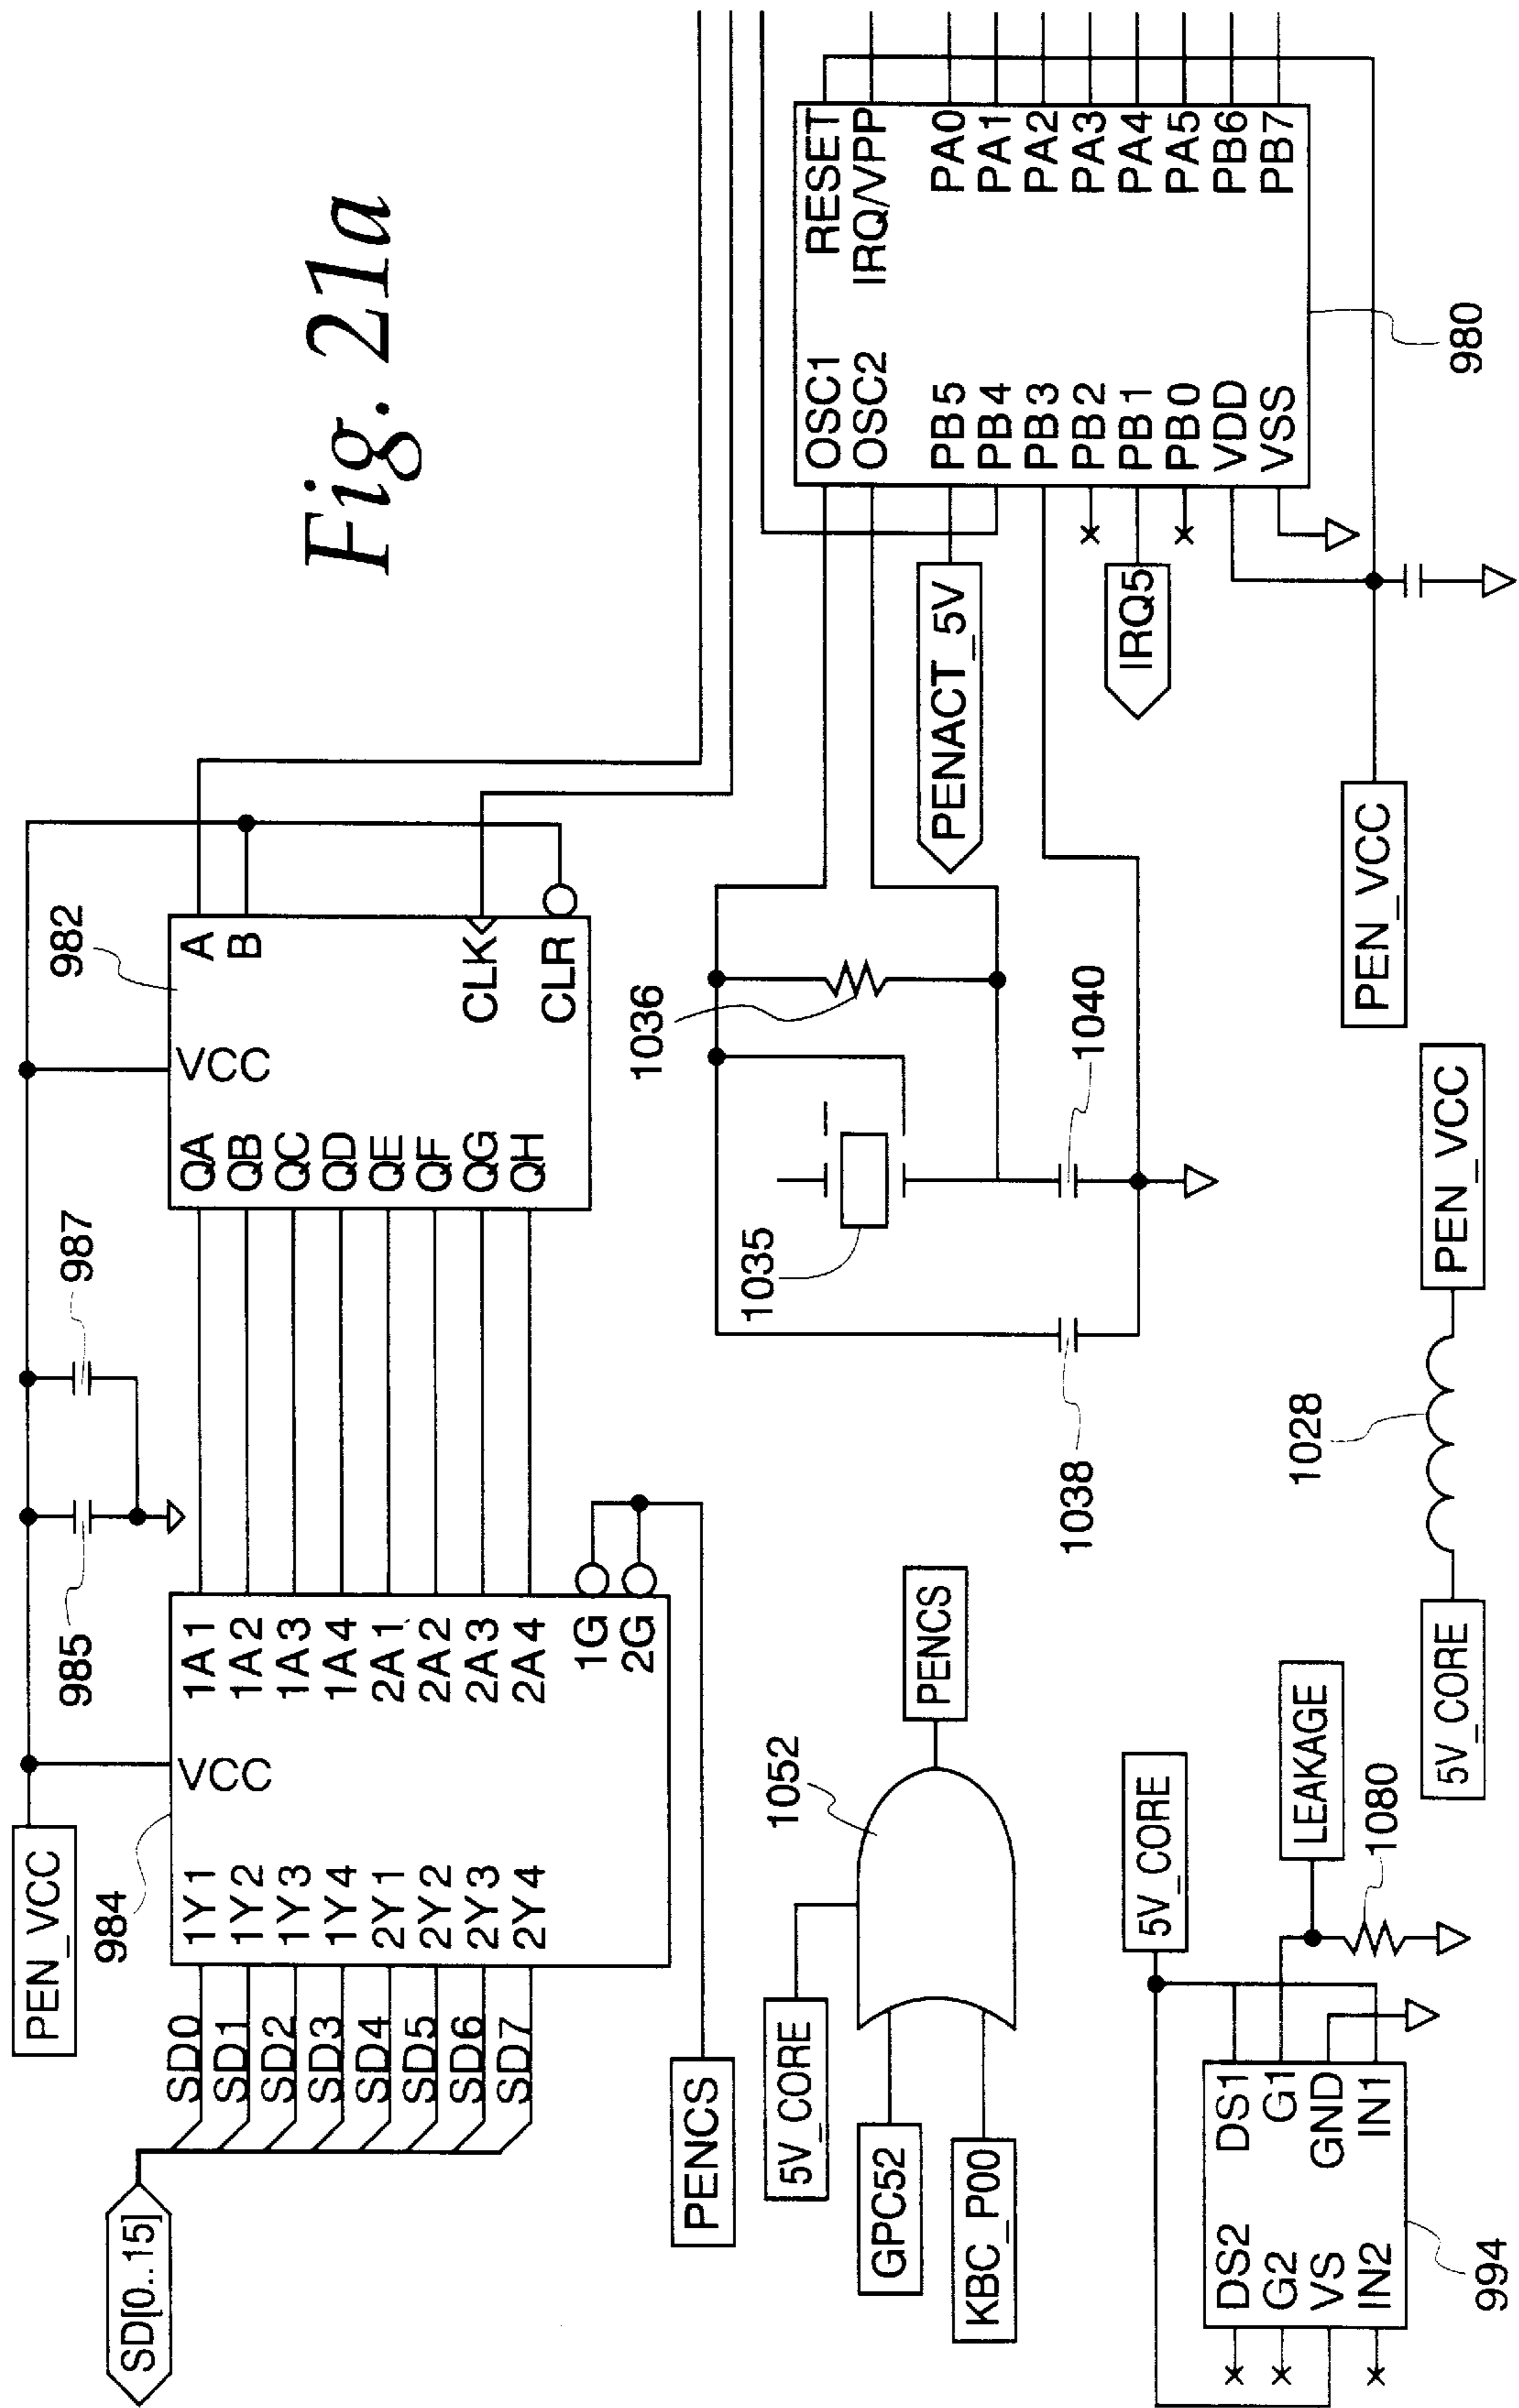 Fig. 21a
PEN_VCC
985
987
982
984
VCC
1Y1
1Y2
1Y3
1Y4
2Y1
2Y2
2Y3
2Y4
1A1
1A2
1A3
1A4
2A1
2A2
2A3
2A4
1G
2G
VCC
QA
QB
QC
QD
QE
QF
QG
QH
A
B
CLK
CLR
SD[0..15]
SD0
SD1
SD2
SD3
SD4
SD5
SD6
SD7
PENCS
5V_CORE
GPC52
KBC_P00
1052
PENCS
1036
1035
1038
1040
PENACT_5V
IRQ5
OSC1
OSC2
PB5
PB4
PB3
PB2
PB1
PB0
VDD
VSS
RESET
IRQ/VPP
PA0
PA1
PA2
PA3
PA4
PA5
PB6
PB7
980
PEN_VCC
5V_CORE
LEAKAGE
1080
DS2
G2
VS
IN2
DS1
G1
GND
IN1
994
5V_CORE
1028
PEN_VCC